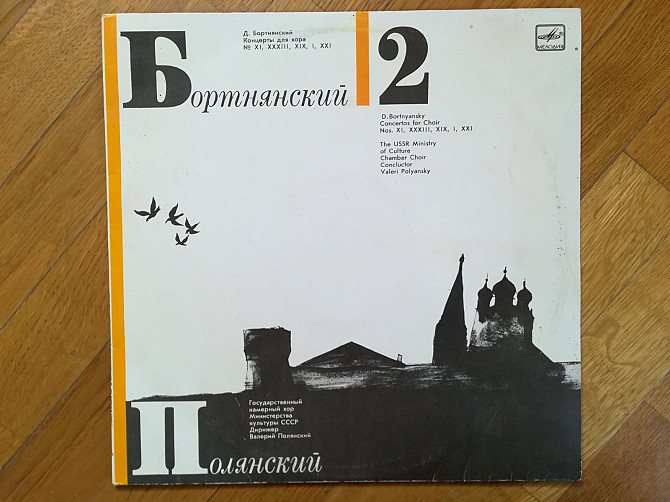 Д. Бортнянский
Концерты для хора
№ XI, XXXIII, XIX, I, XXI
Бортнянский 2
МЕЛОДИЯ
D. Bortnyansky
Concertos for Choir
Nos. XI, XXXIII, XIX, I, XXI
The USSR Ministry
of Culture
Chamber Choir
Concluctor
Valeri Polyansky
Государственный
камерный хор
Министерства
культуры СССР
Дирижер
Валерий Полянский
Полянский